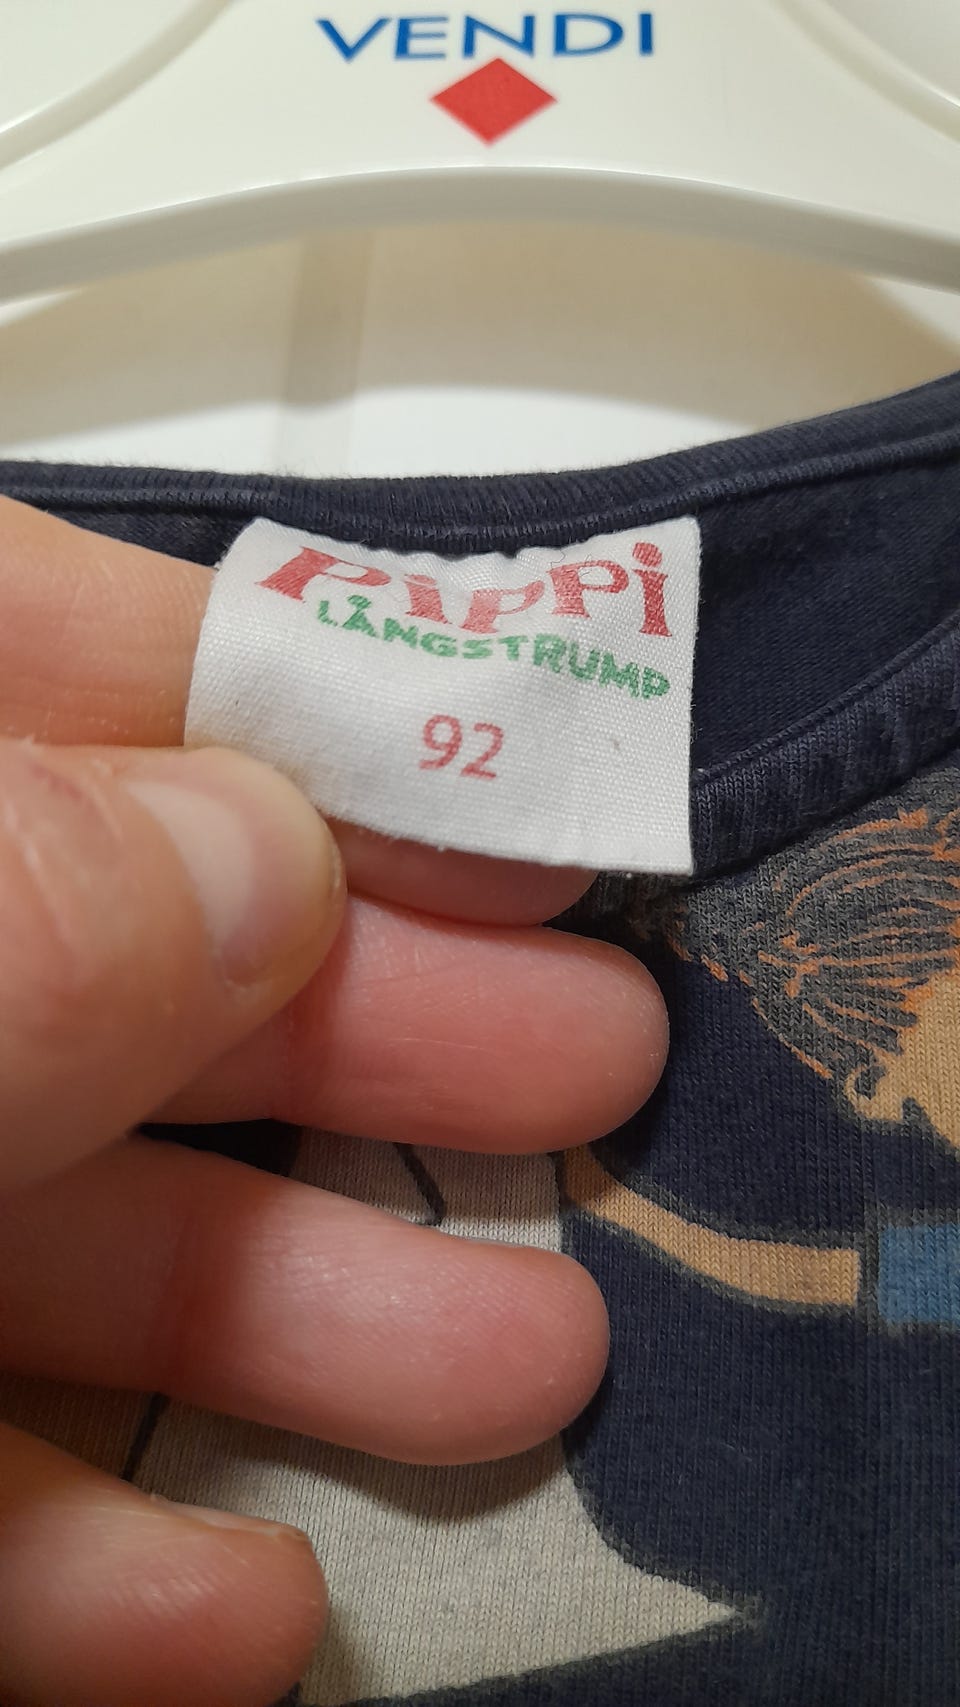 VENDI
PiPPi
LÅNGSTRUMP
92